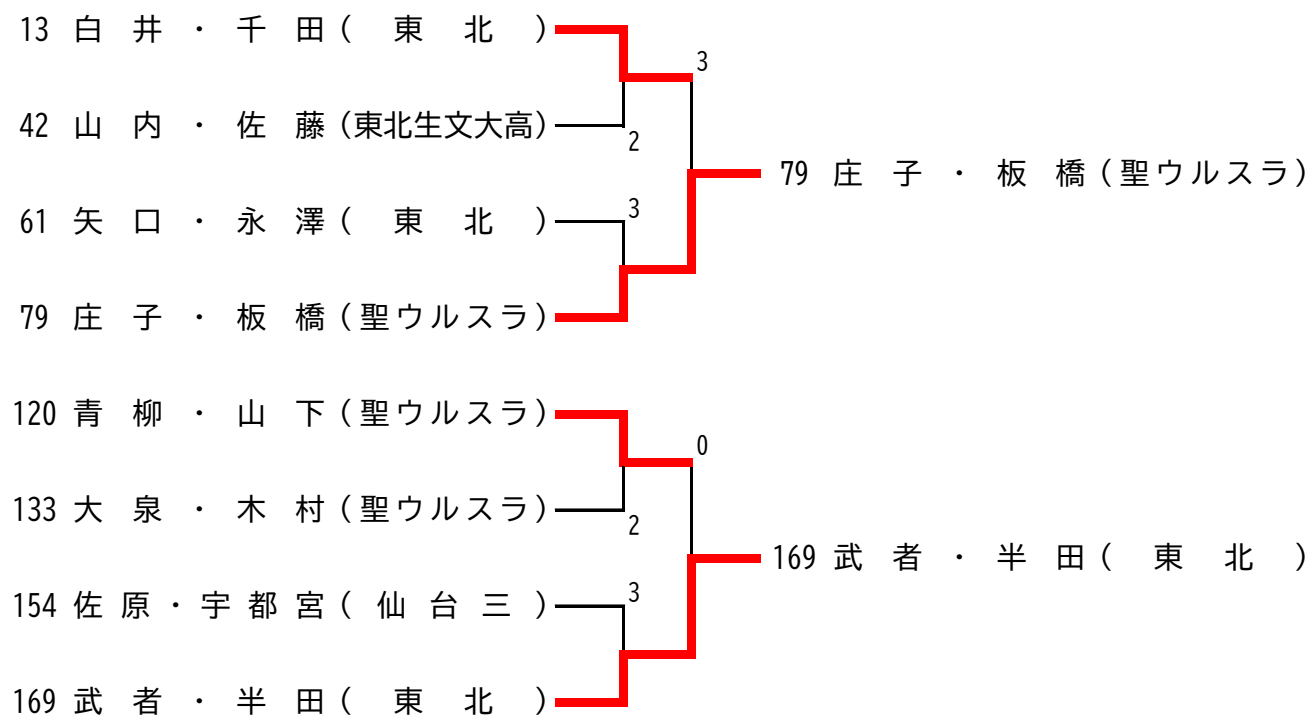 13 白井・千田(東北)
3
42 山内・佐藤(東北生文大高)
2
79 庄子・板橋(聖ウルスラ)
61 矢口・永澤(東北)
3
79 庄子・板橋(聖ウルスラ)
120 青柳・山下(聖ウルスラ)
0
133 大泉・木村(聖ウルスラ)
2
169 武者・半田(東北)
154 佐原・宇都宮(仙台三)
3
169 武者・半田(東北)